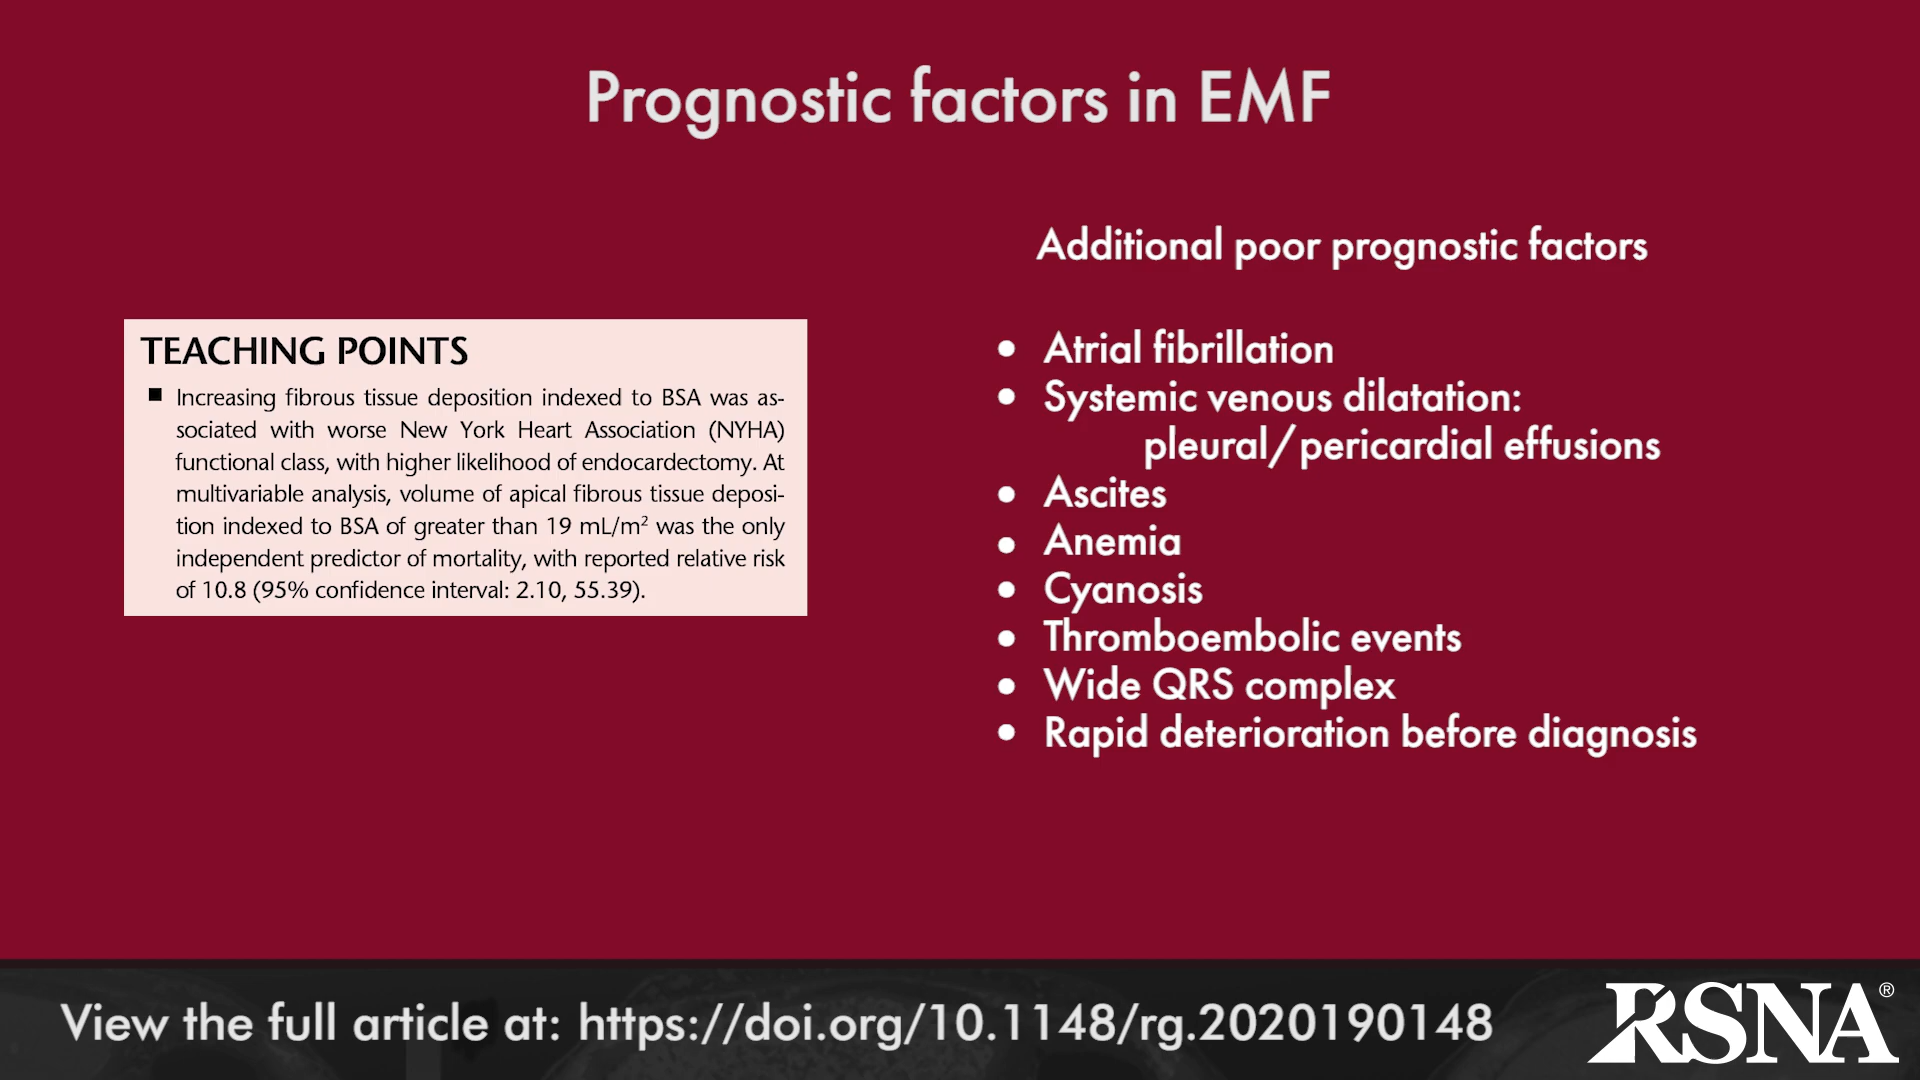 Prognostic factors in EMF
TEACHING POINTS
■ Increasing fibrous tissue deposition indexed to BSA was as-
sociated with worse New York Heart Association (NYHA)
functional class, with higher likelihood of endocardectomy. At
multivariable analysis, volume of apical fibrous tissue deposi-
tion indexed to BSA of greater than 19 mL/m² was the only
independent predictor of mortality, with reported relative risk
of 10.8 (95% confidence interval: 2.10, 55.39).
Additional poor prognostic factors
• Atrial fibrillation
• Systemic venous dilatation:
pleural/pericardial effusions
• Ascites
• Anemia
• Cyanosis
• Thromboembolic events
• Wide QRS complex
• Rapid deterioration before diagnosis
View the full article at: https://doi.org/10.1148/rg.2020190148
RSNA®